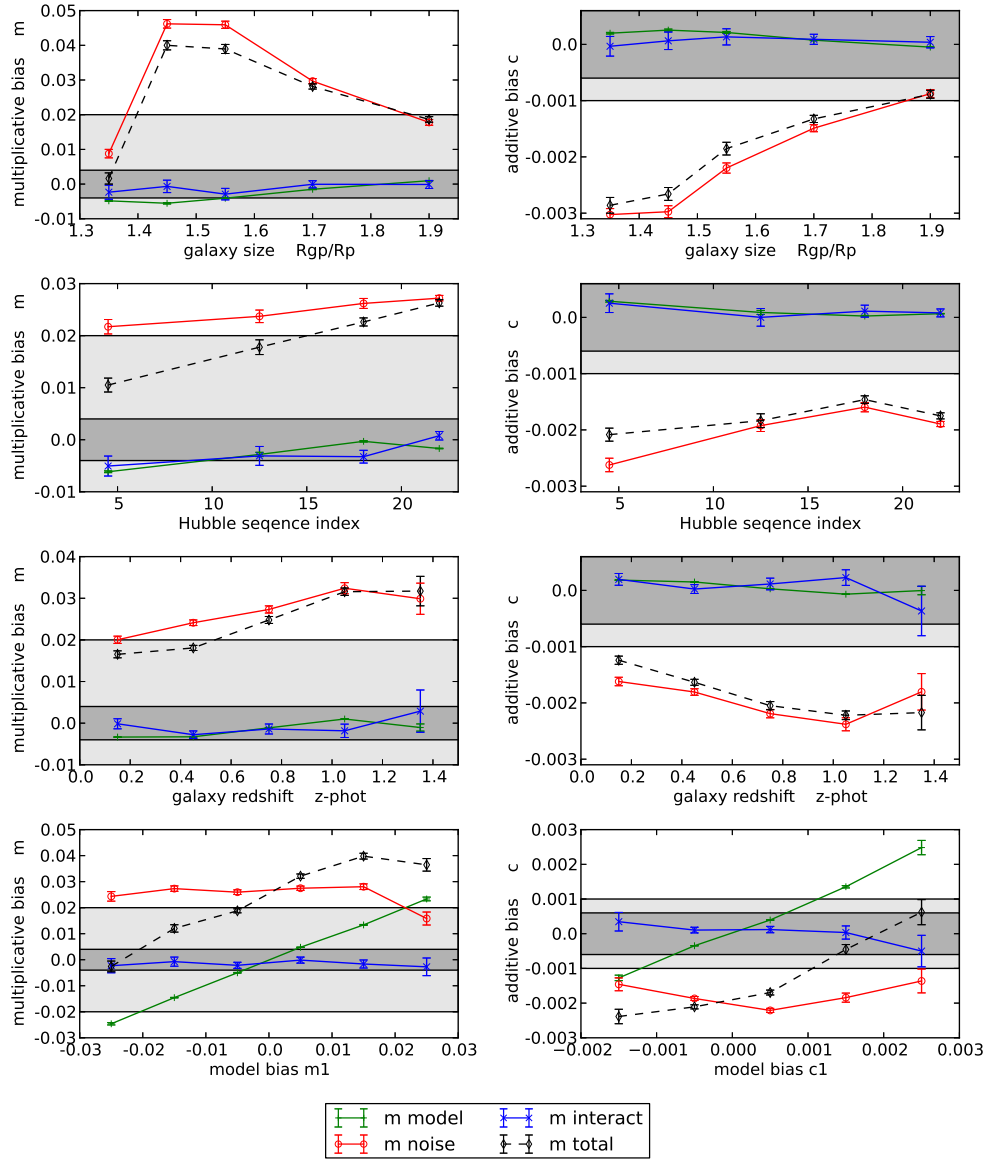 multiplicative bias m
0.05
0.04
0.03
0.02
0.01
0.0
-0.01
1.3 1.4 1.5 1.6 1.7 1.8 1.9
galaxy size Rgp/Rp
additive bias c
0.0
-0.001
-0.002
-0.003
1.3 1.4 1.5 1.6 1.7 1.8 1.9
galaxy size Rgp/Rp
multiplicative bias m
0.03
0.02
0.01
0.0
-0.01
5 10 15 20
Hubble seqence index
additive bias c
0.0
-0.001
-0.002
-0.003
5 10 15 20
Hubble seqence index
multiplicative bias m
0.04
0.03
0.02
0.01
0.0
-0.01
0.0 0.2 0.4 0.6 0.8 1.0 1.2 1.4
galaxy redshift z-phot
additive bias c
0.0
-0.001
-0.002
-0.003
0.0 0.2 0.4 0.6 0.8 1.0 1.2 1.4
galaxy redshift z-phot
multiplicative bias m
0.05
0.04
0.03
0.02
0.01
0.0
-0.01
-0.02
-0.03
-0.03 -0.02 -0.01 0.0 0.01 0.02 0.03
model bias m1
additive bias c
0.003
0.002
0.001
0.0
-0.001
-0.002
-0.003
−0.002 −0.001 0.000 0.001 0.002 0.003
model bias c1
m model
m noise
m interact
m total